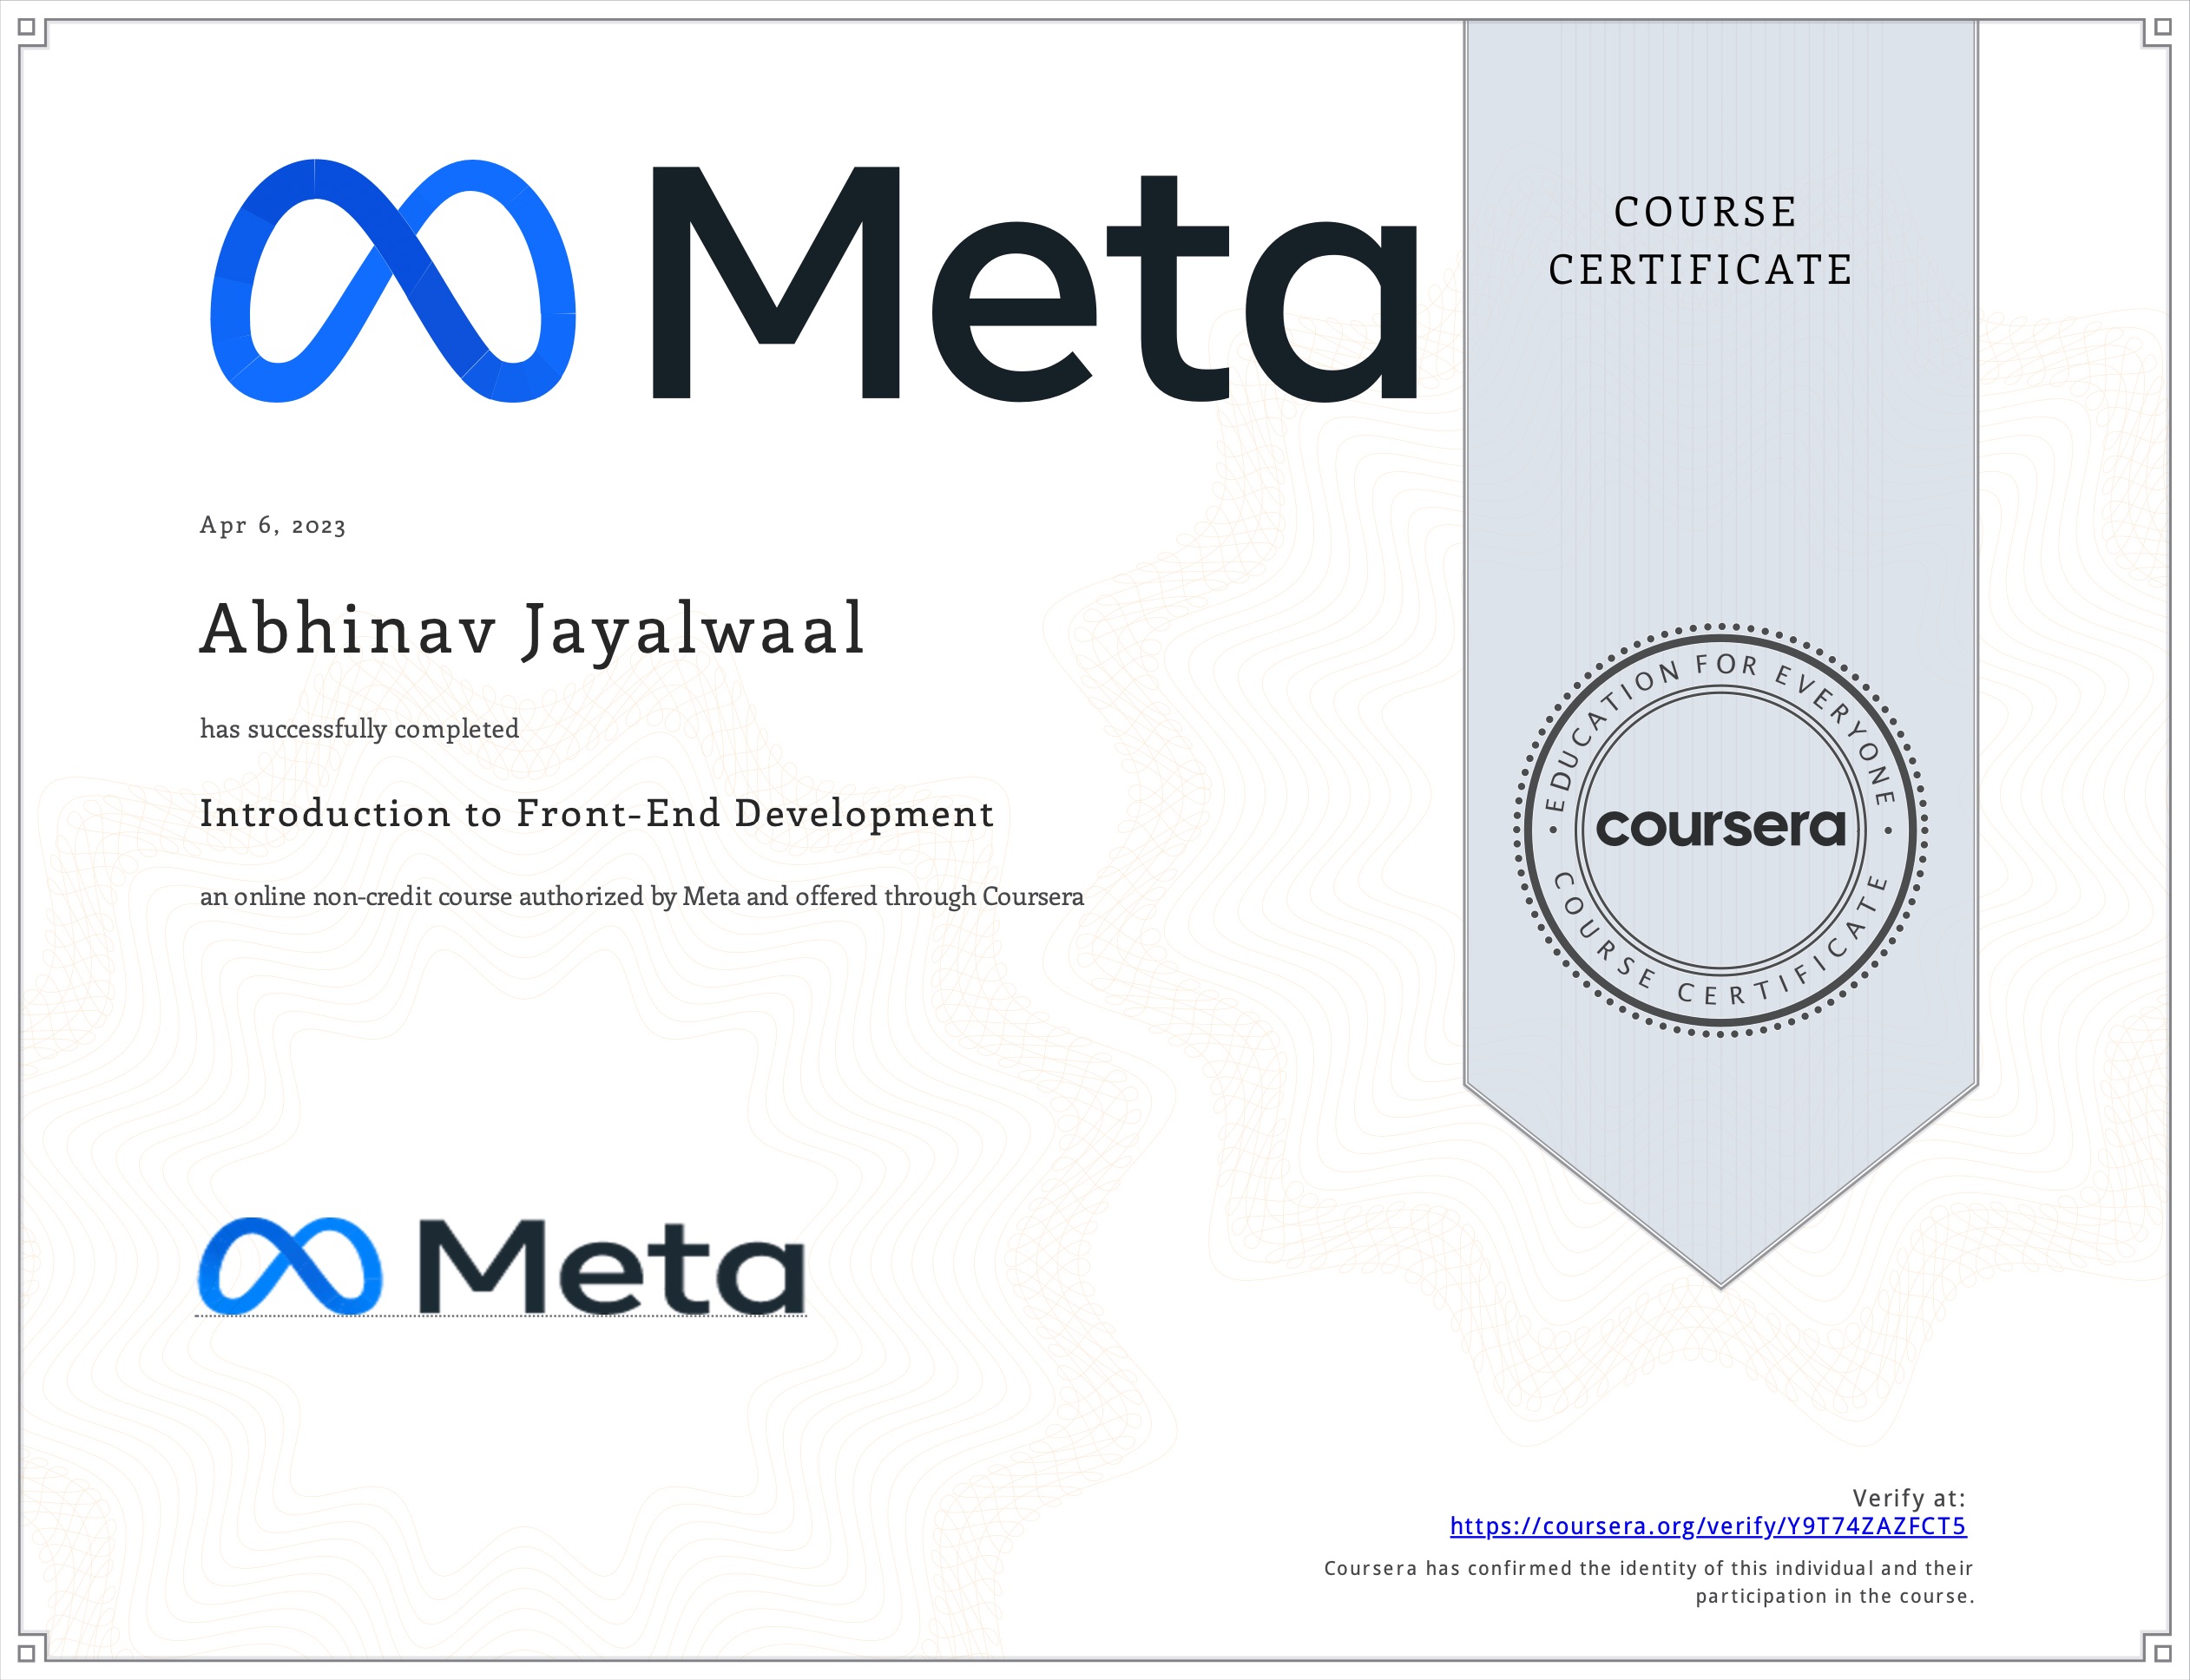 Meta
COURSE
CERTIFICATE
Apr 6, 2023
Abhinav Jayalwaal
has successfully completed
Introduction to Front-End Development
an online non-credit course authorized by Meta and offered through Coursera
EDUCATION FOR EVERYONE
coursera
COURSE CERTIFICATE
Meta
Verify at:
https://coursera.org/verify/Y9T74ZAZFCT5
Coursera has confirmed the identity of this individual and their
participation in the course.